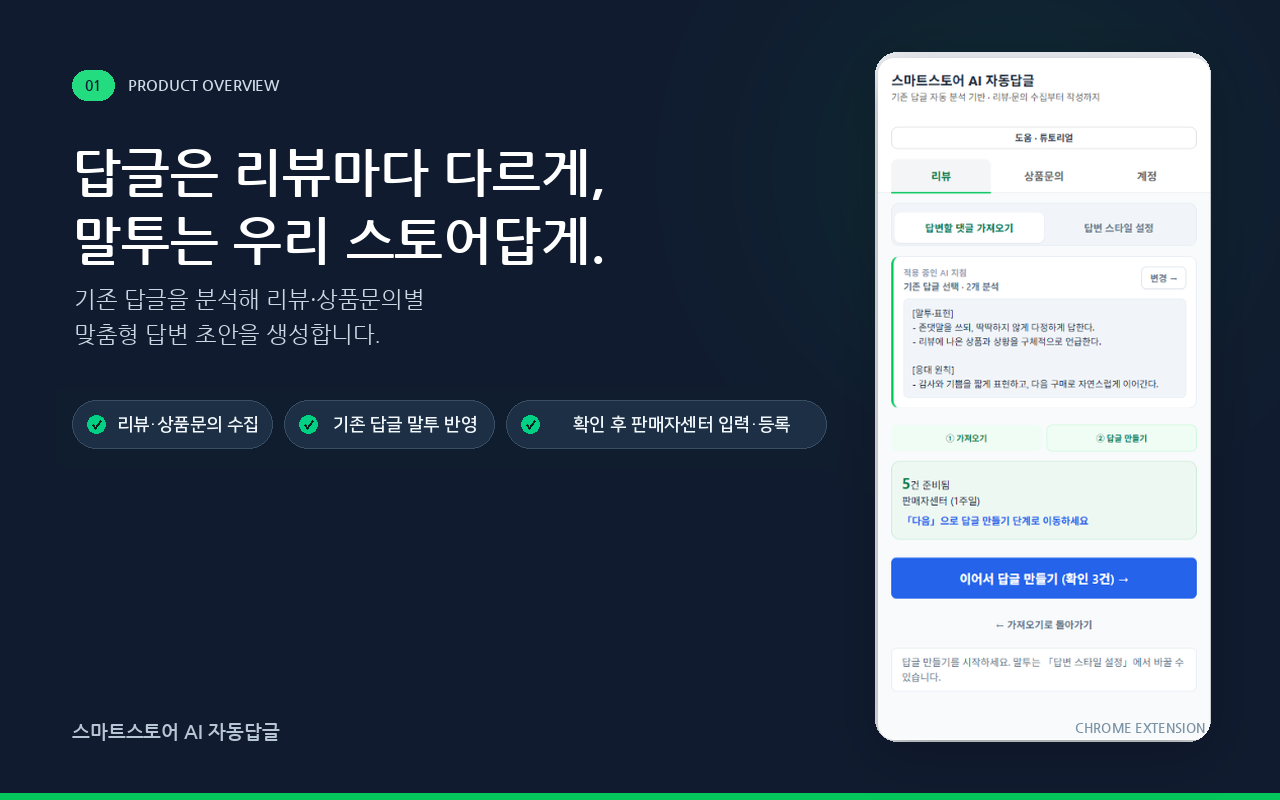 01 PRODUCT OVERVIEW
답글은 리뷰마다 다르게,
말투는 우리 스토어답게.
기존 답글을 분석해 리뷰·상품문의별
맞춤형 답변 초안을 생성합니다.
리뷰·상품문의 수집
기존 답글 말투 반영
확인 후 판매자센터 입력·등록
스마트스토어 AI 자동답글
스마트스토어 AI 자동답글
기존 답글 자동 분석 기반 · 리뷰·문의 수집부터 작성까지
도움 · 튜토리얼
리뷰 상품문의 계정
답변할 댓글 가져오기 답변 스타일 설정
적용 중인 AI 지침
기존 답글 선택 · 2개 분석
변경 →
[말투·표현]
- 존댓말을 쓰되, 딱딱하지 않게 다정하게 답한다.
- 리뷰에 나온 상품과 상황을 구체적으로 언급한다.
[응대 원칙]
- 감사와 기쁨을 짧게 표현하고, 다음 구매로 자연스럽게 이어간다.
① 가져오기 ② 답글 만들기
5건 준비됨
판매자센터 (1주일)
「다음」으로 답글 만들기 단계로 이동하세요
이어서 답글 만들기 (확인 3건) →
← 가져오기로 돌아가기
답글 만들기를 시작하세요. 말투는 「답변 스타일 설정」에서 바꿀 수
있습니다.
CHROME EXTENSION